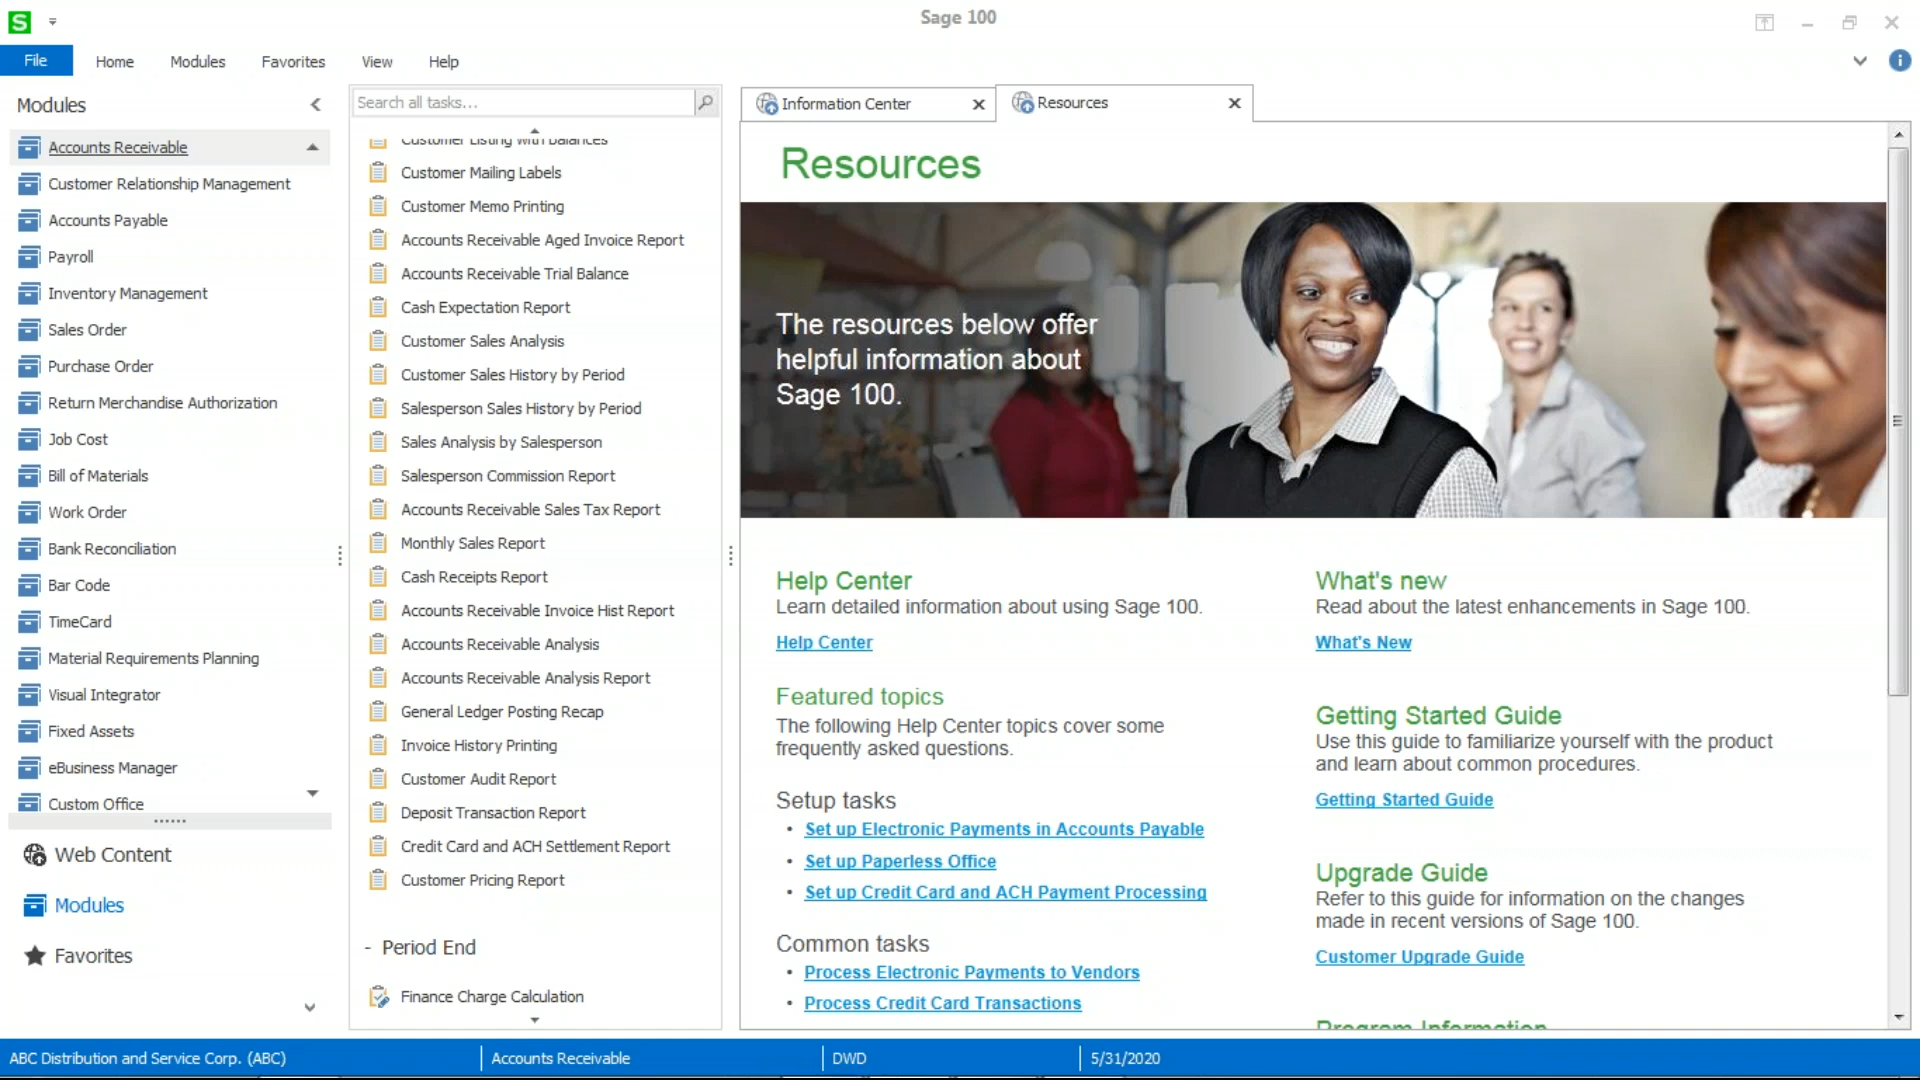 S
Sage 100
File
Home
Modules
Favorites
View
Help
i
Modules
Accounts Receivable
Customer Relationship Management
Accounts Payable
Payroll
Inventory Management
Sales Order
Purchase Order
Return Merchandise Authorization
Job Cost
Bill of Materials
Work Order
Bank Reconciliation
Bar Code
TimeCard
Material Requirements Planning
Visual Integrator
Fixed Assets
eBusiness Manager
Custom Office
Web Content
Modules
Favorites
Search all tasks...
Customer Listing with Balances
Customer Mailing Labels
Customer Memo Printing
Accounts Receivable Aged Invoice Report
Accounts Receivable Trial Balance
Cash Expectation Report
Customer Sales Analysis
Customer Sales History by Period
Salesperson Sales History by Period
Sales Analysis by Salesperson
Salesperson Commission Report
Accounts Receivable Sales Tax Report
Monthly Sales Report
Cash Receipts Report
Accounts Receivable Invoice Hist Report
Accounts Receivable Analysis
Accounts Receivable Analysis Report
General Ledger Posting Recap
Invoice History Printing
Customer Audit Report
Deposit Transaction Report
Credit Card and ACH Settlement Report
Customer Pricing Report
- Period End
Finance Charge Calculation
Information Center
Resources
Resources
The resources below offer
helpful information about
Sage 100.
Help Center
Learn detailed information about using Sage 100.
Help Center
Featured topics
The following Help Center topics cover some
frequently asked questions.
Setup tasks
• Set up Electronic Payments in Accounts Payable
• Set up Paperless Office
• Set up Credit Card and ACH Payment Processing
Common tasks
• Process Electronic Payments to Vendors
• Process Credit Card Transactions
What's new
Read about the latest enhancements in Sage 100.
What's New
Getting Started Guide
Use this guide to familiarize yourself with the product
and learn about common procedures.
Getting Started Guide
Upgrade Guide
Refer to this guide for information on the changes
made in recent versions of Sage 100.
Customer Upgrade Guide
Program Information
ABC Distribution and Service Corp. (ABC)
Accounts Receivable
DWD
5/31/2020